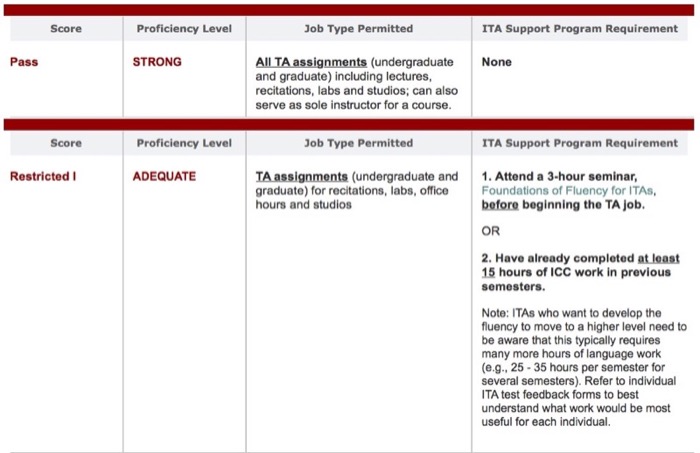 Score Proficiency Level Job Type Permitted ITA Support Program Requirement
Pass STRONG All TA assignments (undergraduate None
and graduate) including lectures,
recitations, labs and studios; can also
serve as sole instructor for a course.
Score Proficiency Level Job Type Permitted ITA Support Program Requirement
Restricted I ADEQUATE TA assignments (undergraduate and
graduate) for recitations, labs, office
hours and studios
1. Attend a 3-hour seminar,
Foundations of Fluency for ITAs,
before beginning the TA job.
OR
2. Have already completed at least
15 hours of ICC work in previous
semesters.
Note: ITAs who want to develop the
fluency to move to a higher level need to
be aware that this typically requires
many more hours of language work
(e.g., 25 - 35 hours per semester for
several semesters). Refer to individual
ITA test feedback forms to best
understand what work would be most
useful for each individual.